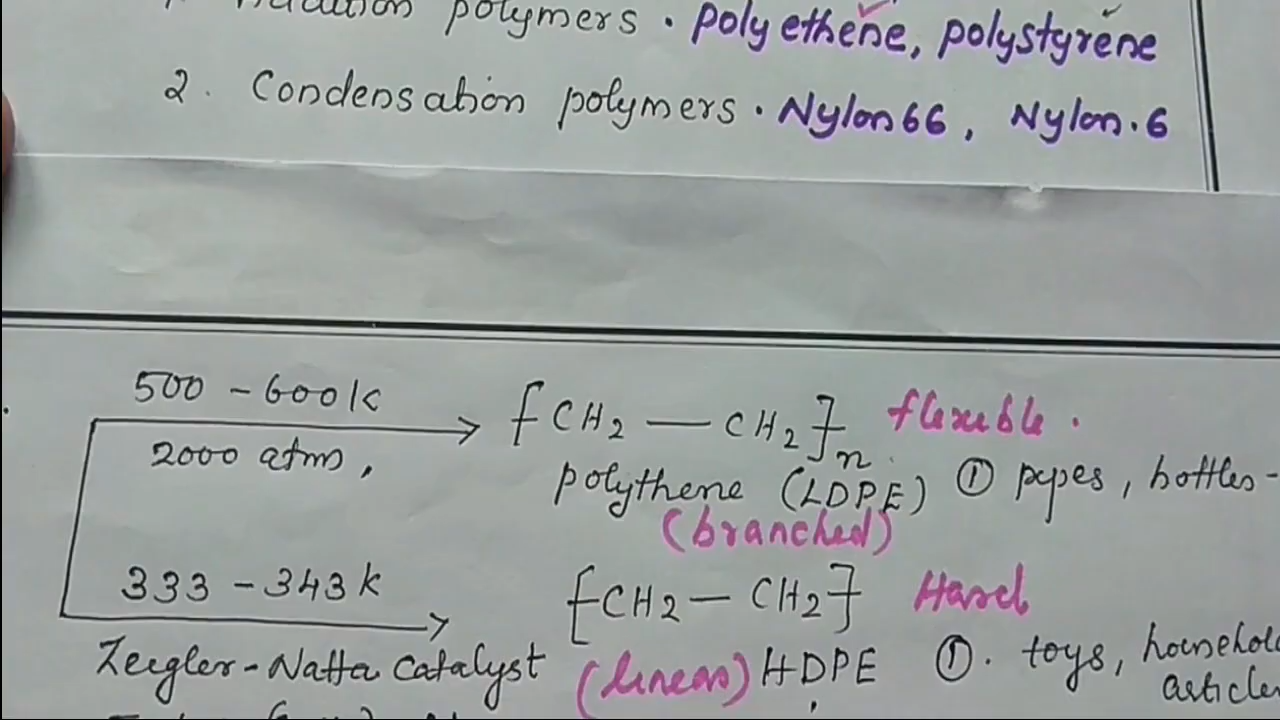 polymers · polyethene, polystyrene
2. Condensation polymers · Nylon 66, Nylon.6
500 - 600 K
2000 atm,
[CH2 — CH2]n flexible.
polythene (LDPE) ① pipes, bottles-
(branched)
333 - 343 K
[CH2 - CH2] Hard
Zeigler-Natta Catalyst
(linear) HDPE ①. toys, household
articles